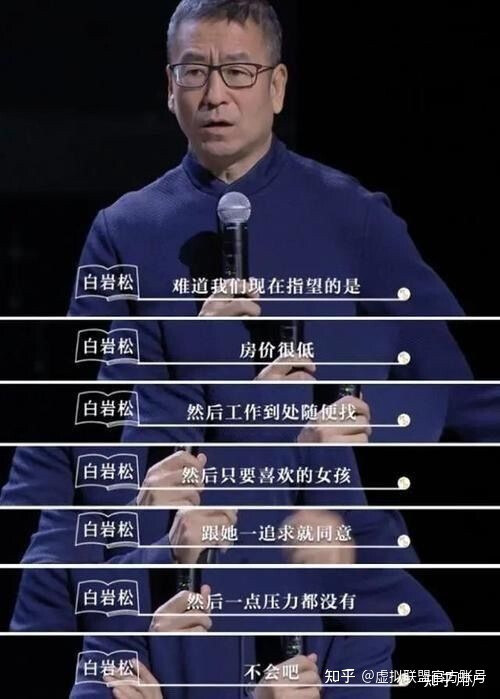 白岩松
难道我们现在指望的是
白岩松
房价很低
白岩松
然后工作到处随便找
白岩松
然后只要喜欢的女孩
白岩松
跟她一追求就同意
白岩松
然后一点压力都没有
白岩松
不会吧
知乎 @虚拟联盟官方账号